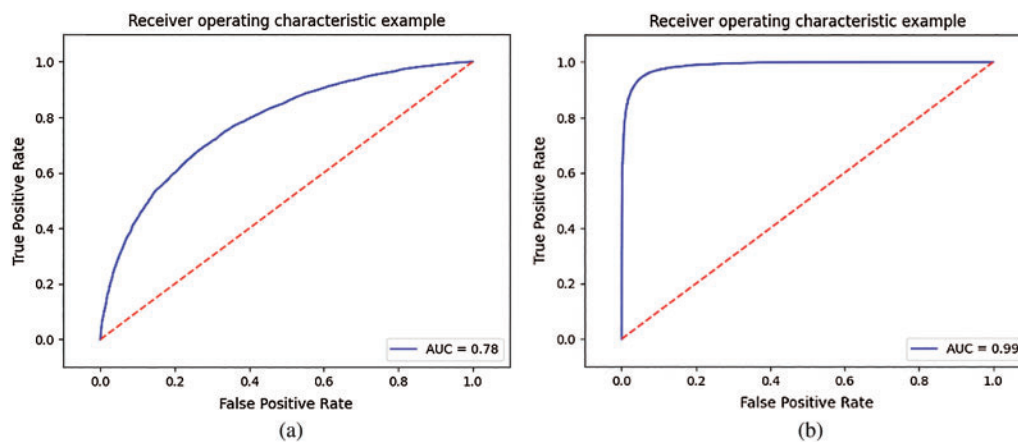 Receiver operating characteristic example
True Positive Rate
1.0
0.8
0.6
0.4
0.2
0.0
AUC = 0.78
0.0 0.2 0.4 0.6 0.8 1.0
False Positive Rate
(a)
Receiver operating characteristic example
True Positive Rate
1.0
0.8
0.6
0.4
0.2
0.0
AUC = 0.99
0.0 0.2 0.4 0.6 0.8 1.0
False Positive Rate
(b)